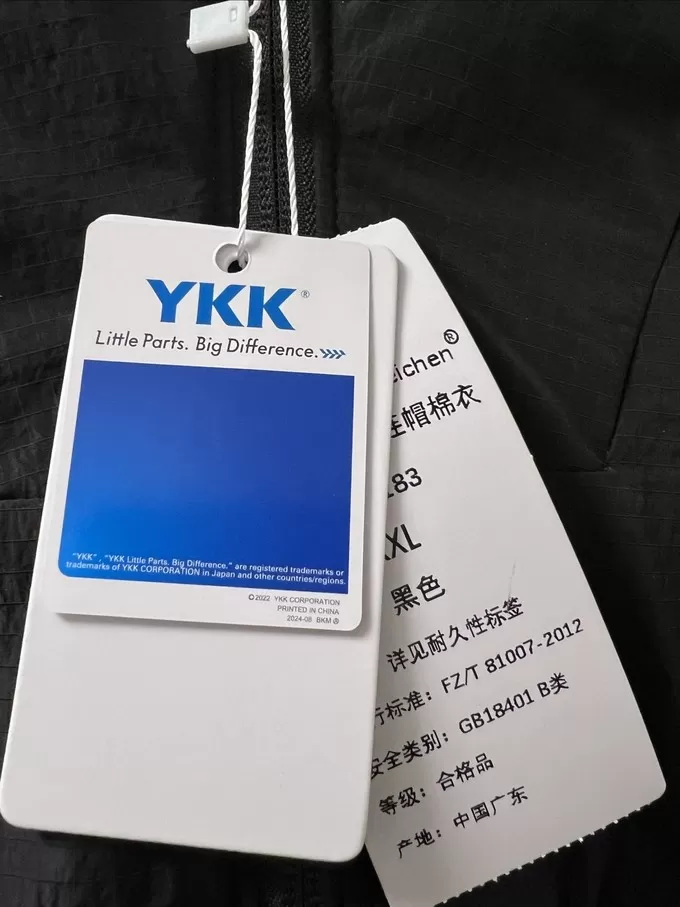 YKK®
Little Parts. Big Difference.
"YKK", "YKK Little Parts. Big Difference." are registered trademarks or
trademarks of YKK CORPORATION in Japan and other countries/regions.
©2022 YKK CORPORATION
PRINTED IN CHINA
2024-08 BKM
eichen®
连帽棉衣
183
XL
黑色
详见耐久性标签
行标准: FZ/T 81007-2012
安全类别: GB18401 B类
等级: 合格品
产地: 中国广东